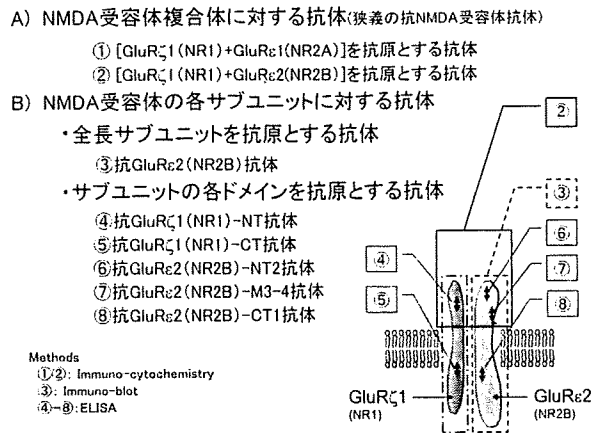 A) NMDA受容体複合体に対する抗体(狭義の抗NMDA受容体抗体)
① [GluRζ1(NR1)+GluRε1(NR2A)]を抗原とする抗体
② [GluRζ1(NR1)+GluRε2(NR2B)]を抗原とする抗体
B) NMDA受容体の各サブユニットに対する抗体
・全長サブユニットを抗原とする抗体
③抗GluRε2(NR2B)抗体
・サブユニットの各ドメインを抗原とする抗体
④抗GluRζ1(NR1)-NT抗体
⑤抗GluRζ1(NR1)-CT抗体
⑥抗GluRε2(NR2B)-NT2抗体
⑦抗GluRε2(NR2B)-M3-4抗体
⑧抗GluRε2(NR2B)-CT1抗体
Methods
①②: Immuno-cytochemistry
③: Immuno-blot
④-⑧: ELISA
②
③
⑥
④
⑦
⑤
⑧
GluRζ1
(NR1)
GluRε2
(NR2B)